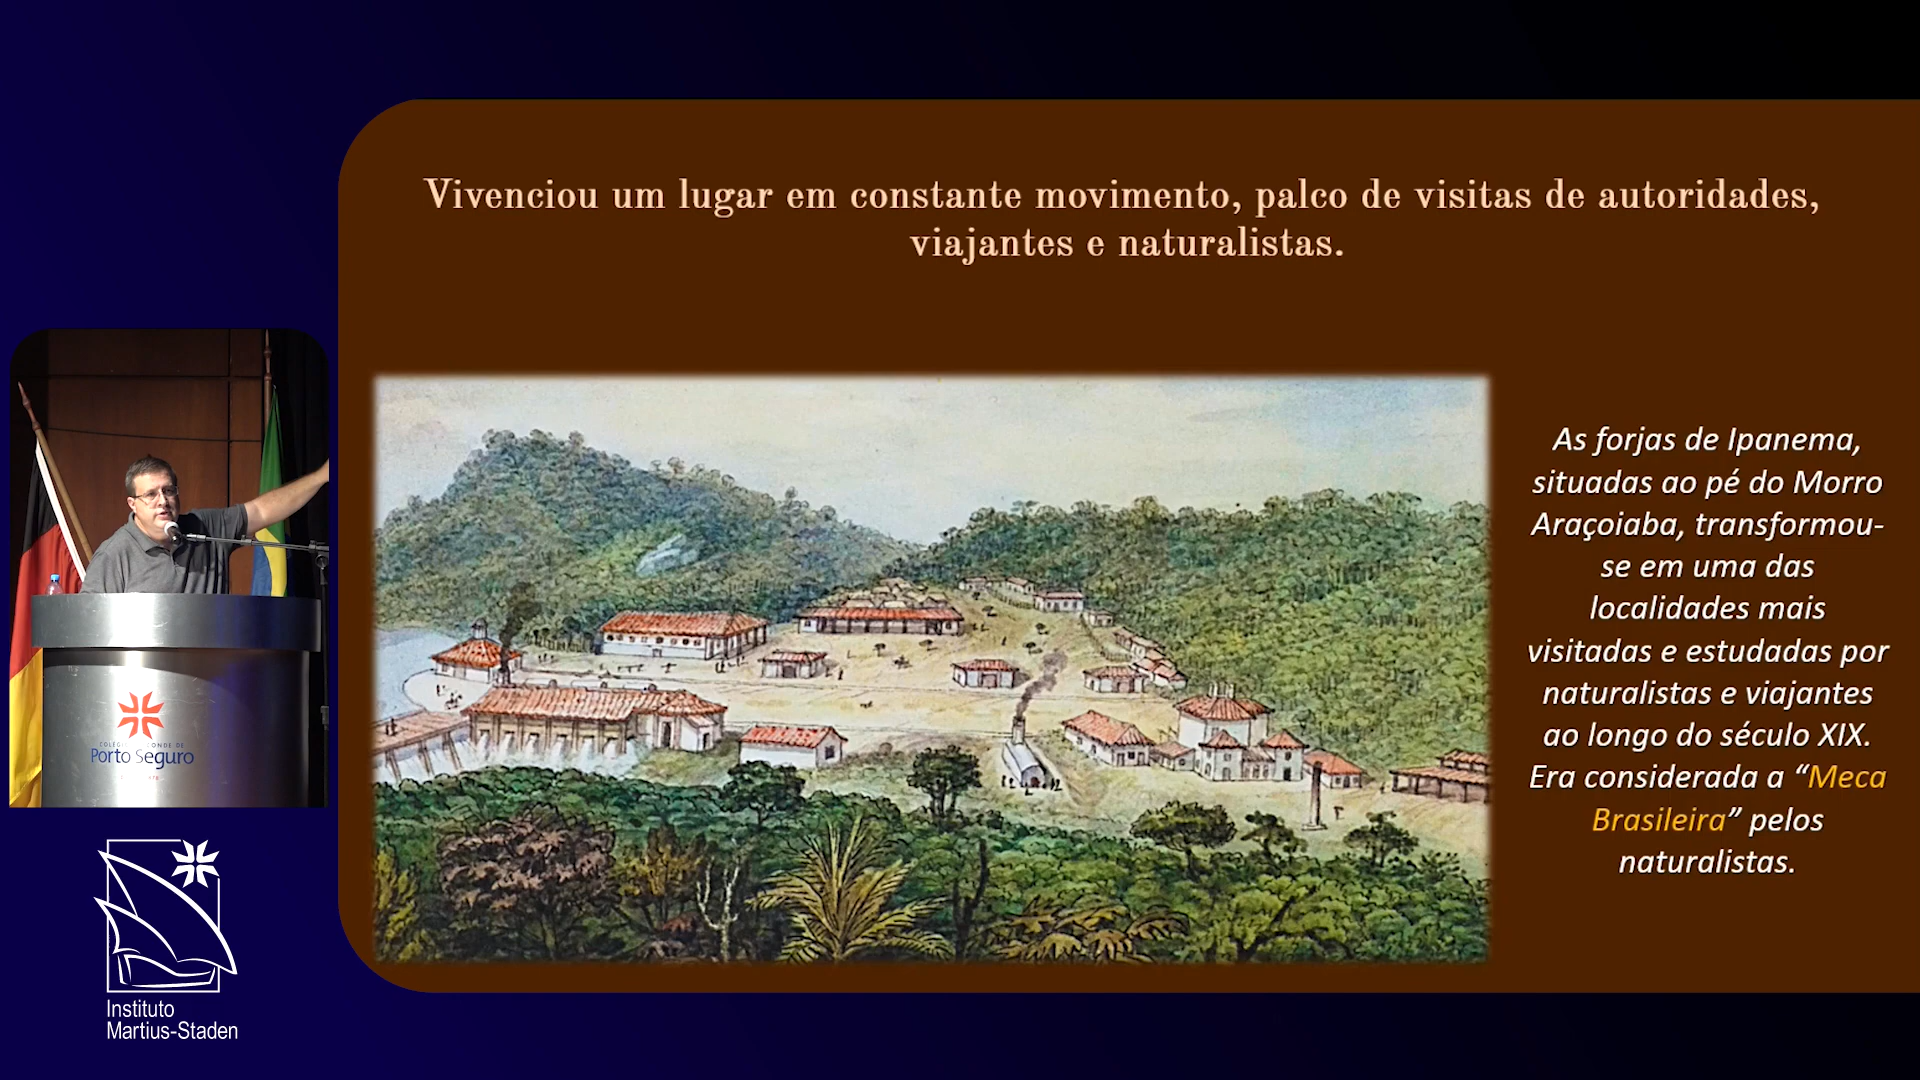 Vivenciou um lugar em constante movimento, palco de visitas de autoridades,
viajantes e naturalistas.
As forjas de Ipanema,
situadas ao pé do Morro
Araçoiaba, transformou-
se em uma das
localidades mais
visitadas e estudadas por
naturalistas e viajantes
ao longo do século XIX.
Era considerada a “Meca
Brasileira” pelos
naturalistas.
Porto Seguro
Instituto
Martius-Staden